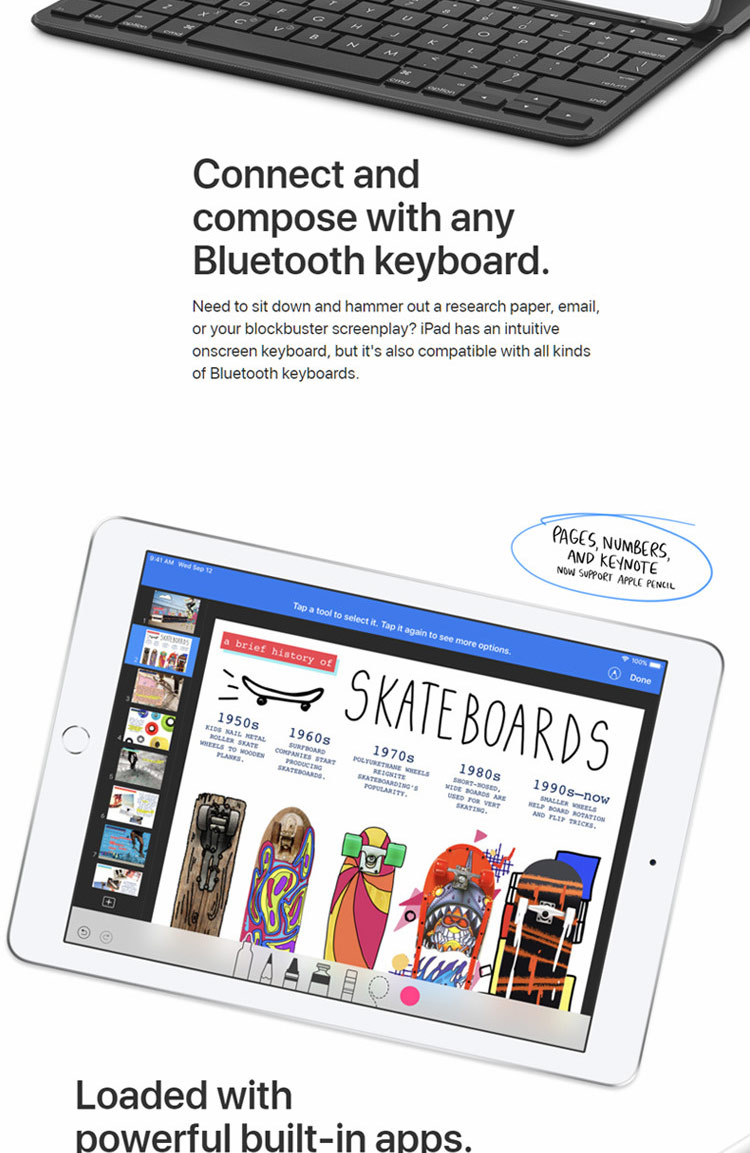 option
cmd
cmd
option
return
shift
Connect and
compose with any
Bluetooth keyboard.
Need to sit down and hammer out a research paper, email,
or your blockbuster screenplay? iPad has an intuitive
onscreen keyboard, but it's also compatible with all kinds
of Bluetooth keyboards.
PAGES, NUMBERS,
AND KEYNOTE
NOW SUPPORT APPLE PENCIL
9:41 AM Wed Sep 12
100%
Tap a tool to select it. Tap it again to see more options.
Done
a brief history of
SKATEBOARDS
1950s
KIDS NAIL METAL
ROLLER SKATE
WHEELS TO WOODEN
PLANKS.
1960s
SURFBOARD
COMPANIES START
PRODUCING
SKATEBOARDS.
1970s
POLYURETHANE WHEELS
REIGNITE
SKATEBOARDING'S
POPULARITY.
1980s
SHORT-NOSED,
WIDE BOARDS ARE
USED FOR VERT
SKATING.
1990s—now
SMALLER WHEELS
HELP BOARD ROTATION
AND FLIP TRICKS.
Loaded with
powerful built-in apps.